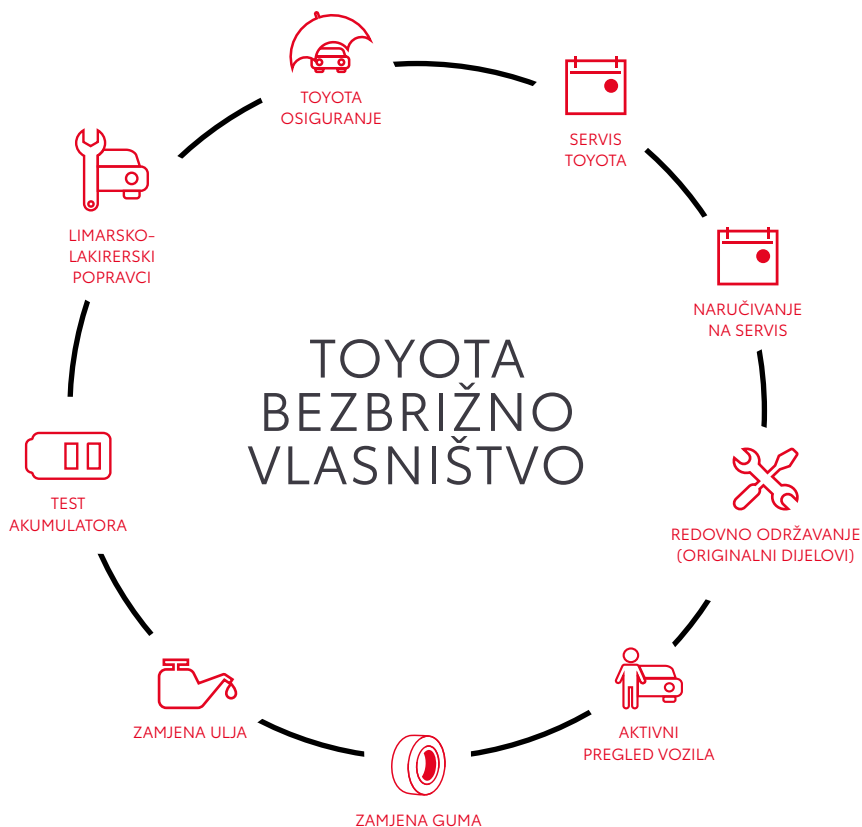 TOYOTA
OSIGURANJE
SERVIS
TOYOTA
NARUČIVANJE
NA SERVIS
REDOVNO ODRŽAVANJE
(ORIGINALNI DIJELOVI)
AKTIVNI
PREGLED VOZILA
ZAMJENA GUMA
ZAMJENA ULJA
TEST
AKUMULATORA
LIMARSKO-
LAKIRERSKI
POPRAVCI
TOYOTA
BEZBRIŽNO
VLASNIŠTVO